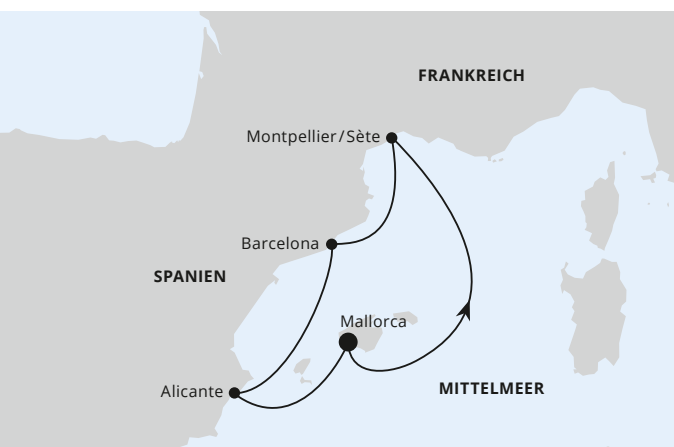 FRANKREICH
Montpellier/Sète
Barcelona
SPANIEN
Mallorca
Alicante
MITTELMEER